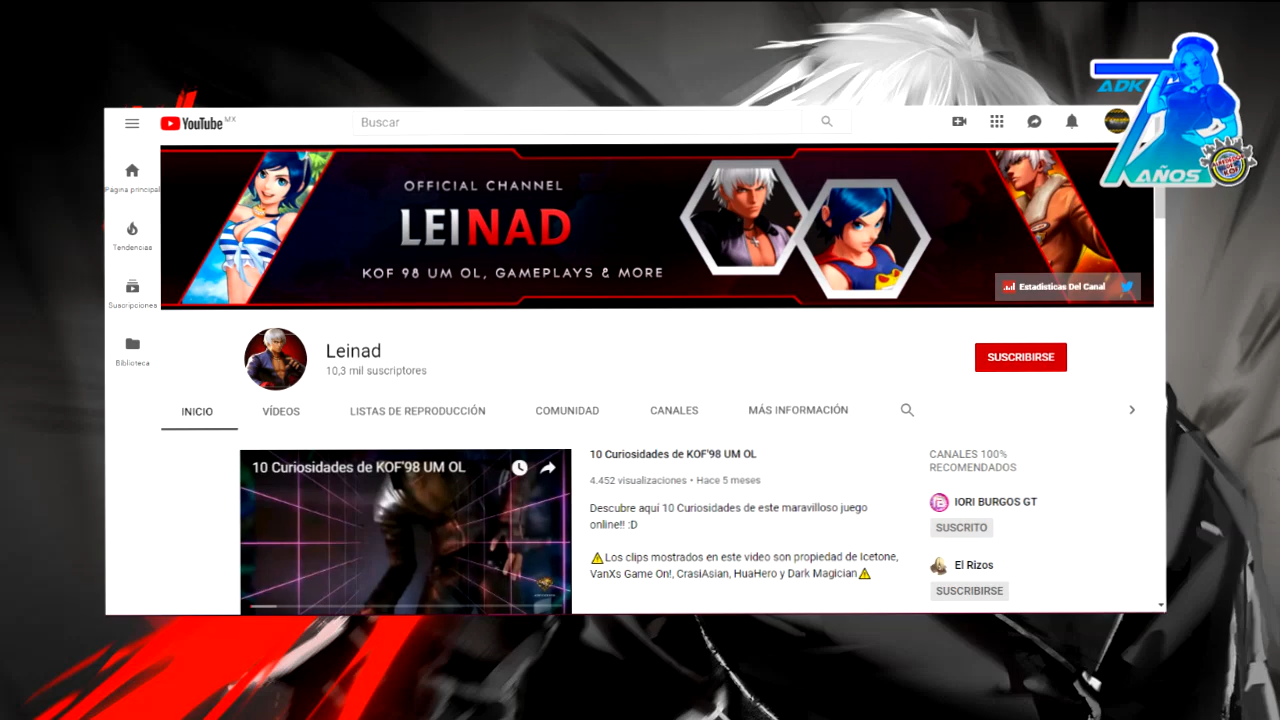 YouTube MX
Buscar
ADK
7
AÑOS
Página principal
Tendencias
Suscripciones
Biblioteca
OFFICIAL CHANNEL
LEINAD
KOF 98 UM OL, GAMEPLAYS & MORE
Estadísticas Del Canal
Leinad
10,3 mil suscriptores
SUSCRIBIRSE
INICIO
VÍDEOS
LISTAS DE REPRODUCCIÓN
COMUNIDAD
CANALES
MÁS INFORMACIÓN
10 Curiosidades de KOF'98 UM OL
10 Curiosidades de KOF'98 UM OL
4.452 visualizaciones • Hace 5 meses
Descubre aquí 10 Curiosidades de este maravilloso juego
online!! :D
⚠Los clips mostrados en este video son propiedad de Icetone,
VanXs Game On!, CrasiAsian, HuaHero y Dark Magician⚠
CANALES 100%
RECOMENDADOS
IORI BURGOS GT
SUSCRITO
El Rizos
SUSCRIBIRSE